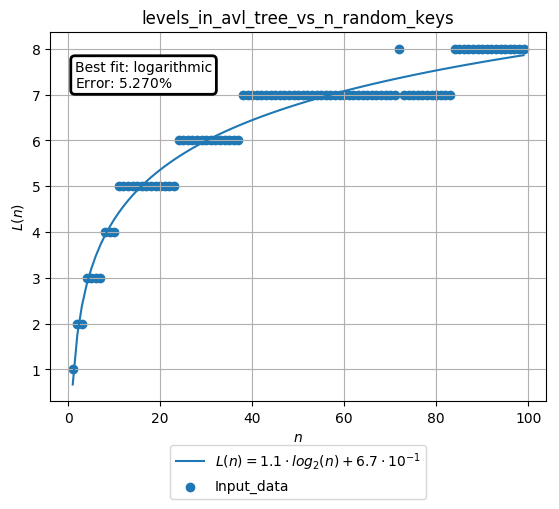 levels_in_avl_tree_vs_n_random_keys
Best fit: logarithmic
Error: 5.270%
8
7
6
5
4
3
2
1
L(n)
0 20 40 60 80 100
n
L(n) = 1.1 · log₂(n) + 6.7 · 10⁻¹
Input_data